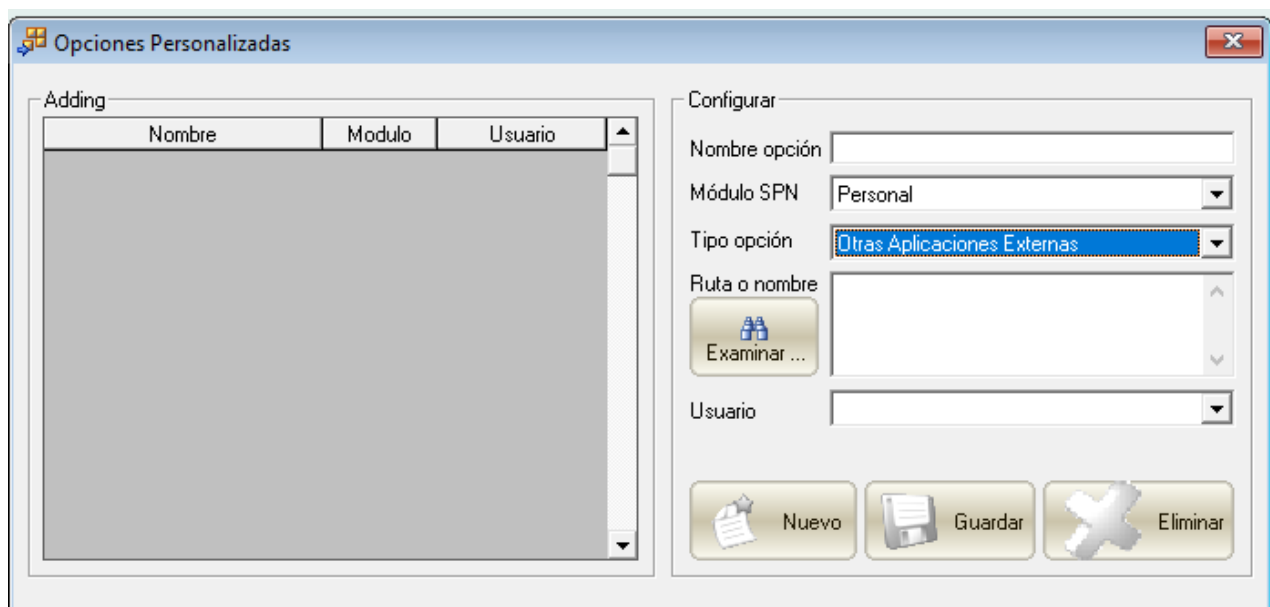 Opciones Personalizadas
Adding
Nombre Modulo Usuario
Configurar
Nombre opción
Módulo SPN Personal
Tipo opción Otras Aplicaciones Externas
Ruta o nombre
Examinar ...
Usuario
Nuevo Guardar Eliminar